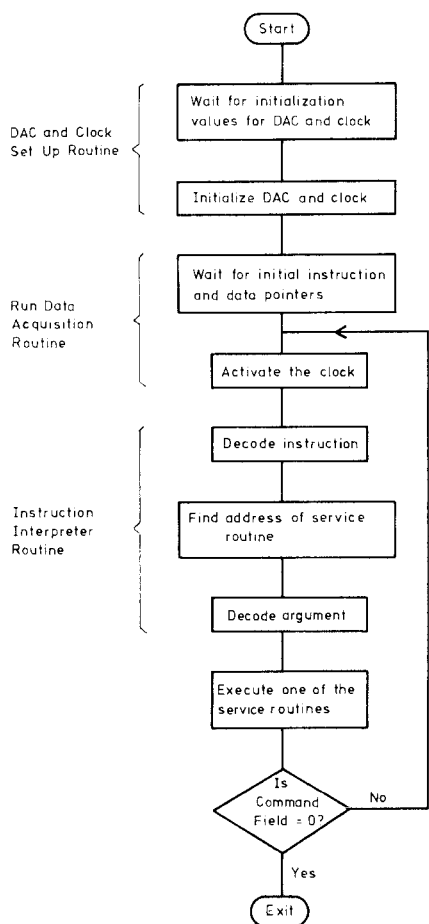 Start
Wait for initialization
values for DAC and clock
DAC and Clock
Set Up Routine
Initialize DAC and clock
Wait for initial instruction
and data pointers
Run Data
Acquisition
Routine
Activate the clock
Decode instruction
Instruction
Interpreter
Routine
Find address of service
routine
Decode argument
Execute one of the
service routines
Is
Command
Field = 0?
No
Yes
Exit